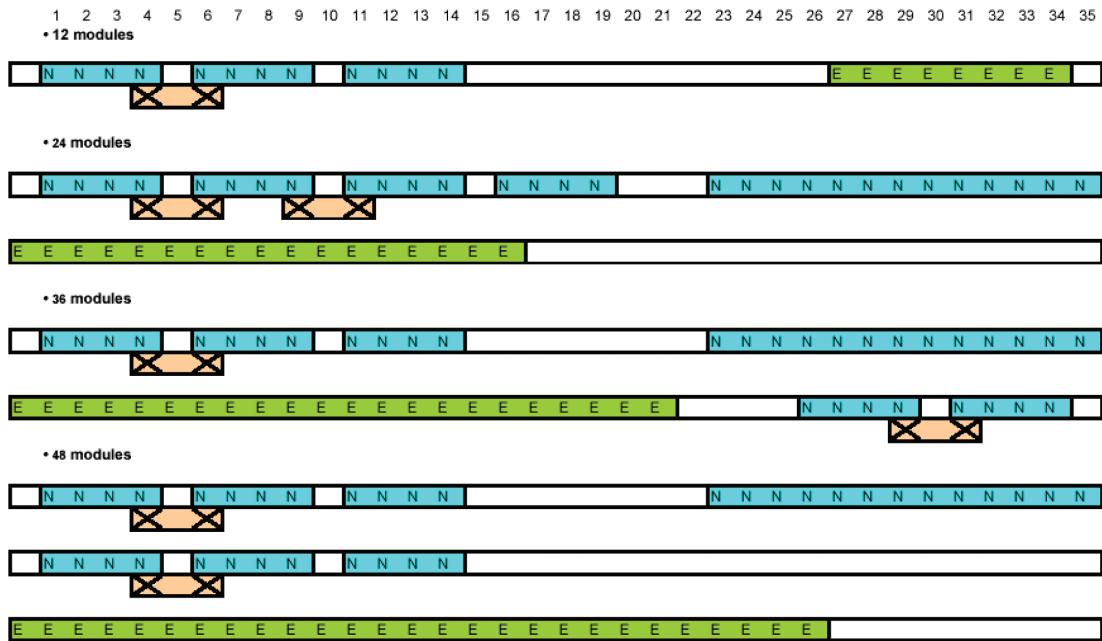 1 2 3 4 5 6 7 8 9 10 11 12 13 14 15 16 17 18 19 20 21 22 23 24 25 26 27 28 29 30 31 32 33 34 35
• 12 modules
N N N N N N N N N N N N E E E E E E E E
• 24 modules
N N N N N N N N N N N N N N N N N N N N N N N N N N N N N
E E E E E E E E E E E E E E E E E
• 36 modules
N N N N N N N N N N N N N N N N N N N N N N N N N
E E E E E E E E E E E E E E E E E E E E E E N N N N N N N N
• 48 modules
N N N N N N N N N N N N N N N N N N N N N N N N N
N N N N N N N N N N N N
E E E E E E E E E E E E E E E E E E E E E E E E E E E